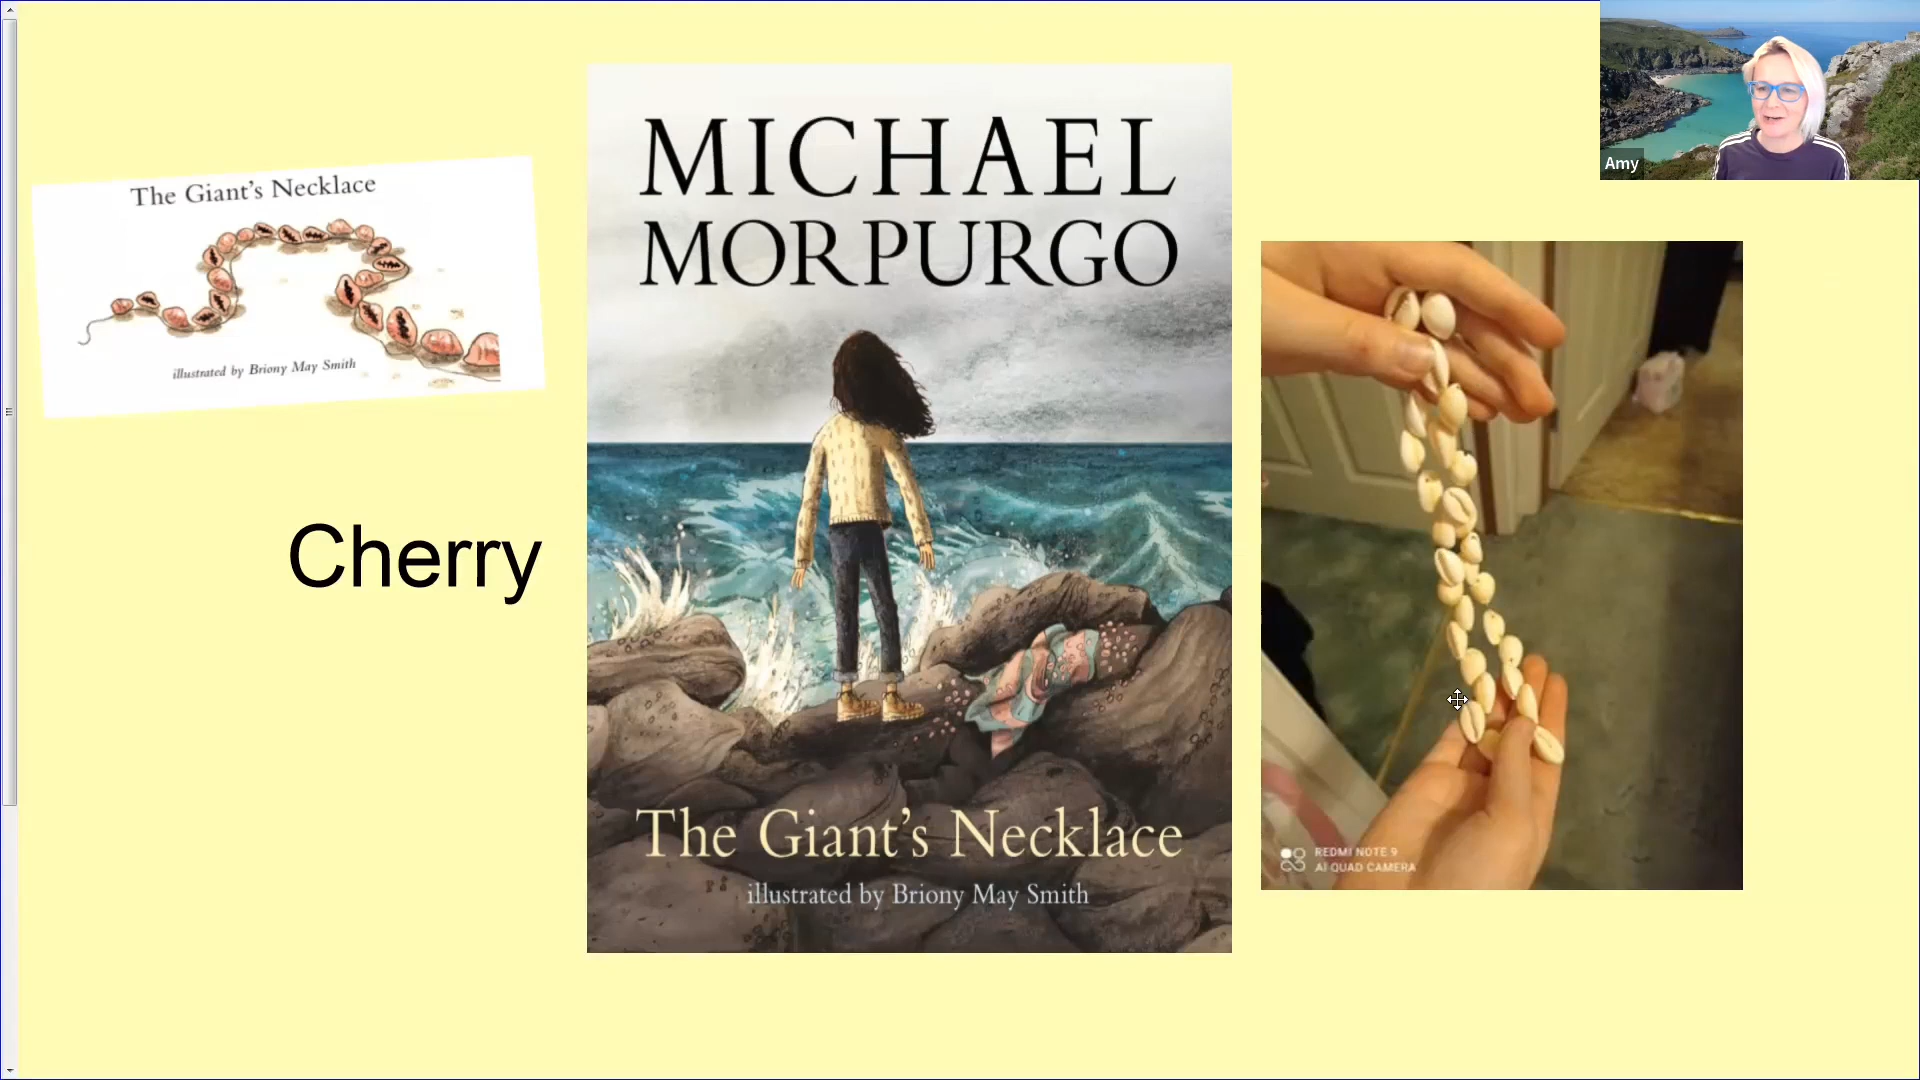 The Giant's Necklace
illustrated by Briony May Smith
Cherry
MICHAEL
MORPURGO
The Giant's Necklace
illustrated by Briony May Smith
Amy
REDMI NOTE 9
AI QUAD CAMERA